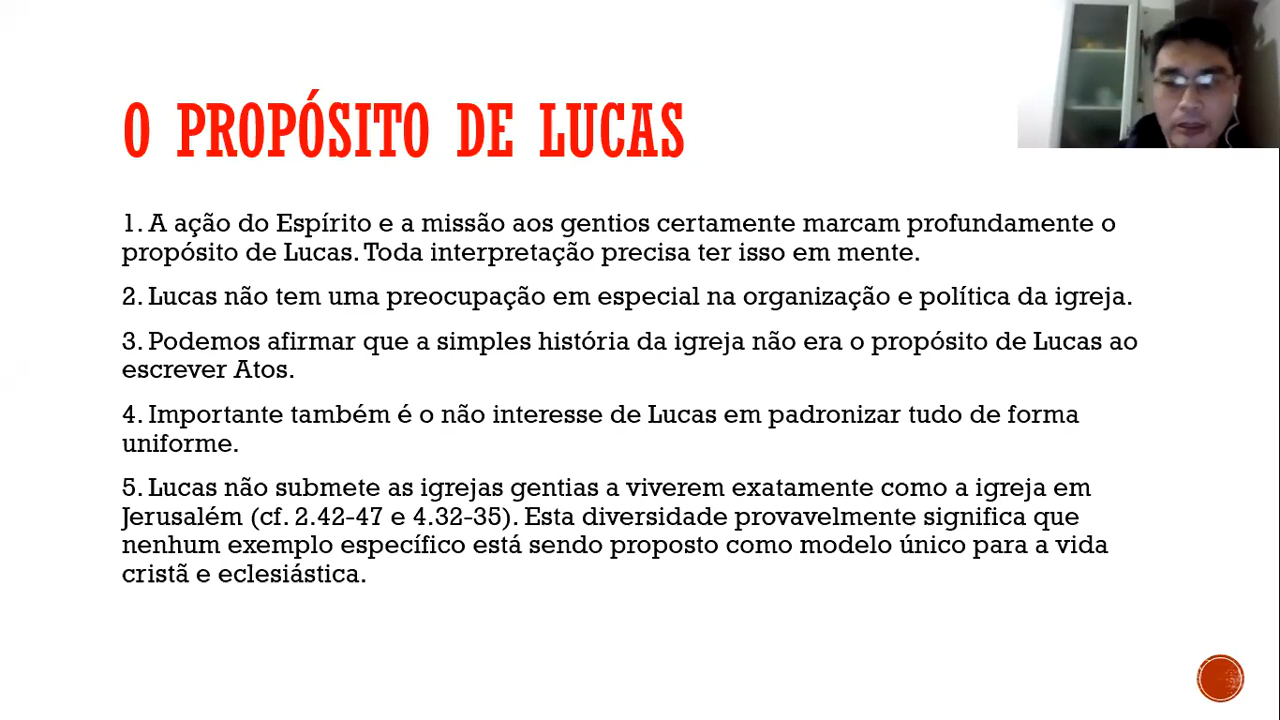 O PROPÓSITO DE LUCAS
1. A ação do Espírito e a missão aos gentios certamente marcam profundamente o
propósito de Lucas. Toda interpretação precisa ter isso em mente.
2. Lucas não tem uma preocupação em especial na organização e política da igreja.
3. Podemos afirmar que a simples história da igreja não era o propósito de Lucas ao
escrever Atos.
4. Importante também é o não interesse de Lucas em padronizar tudo de forma
uniforme.
5. Lucas não submete as igrejas gentias a viverem exatamente como a igreja em
Jerusalém (cf. 2.42-47 e 4.32-35). Esta diversidade provavelmente significa que
nenhum exemplo específico está sendo proposto como modelo único para a vida
cristã e eclesiástica.